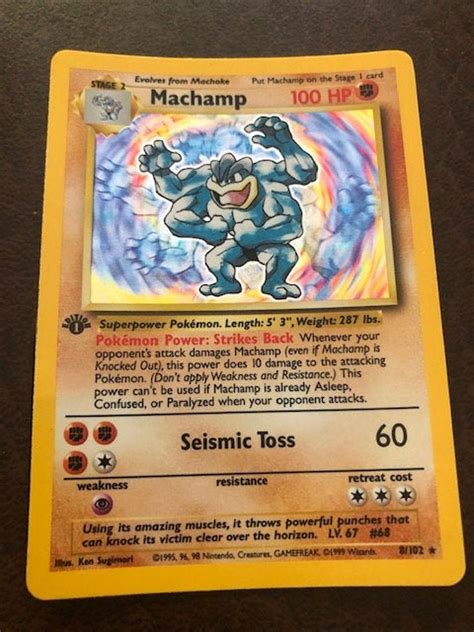 Evolves from Machoke Put Machamp on the Stage 1 card
STAGE 2
Machamp 100 HP
EDITION
1
Superpower Pokémon. Length: 5' 3", Weight: 287 lbs.
Pokémon Power: Strikes Back Whenever your
opponent's attack damages Machamp (even if Machamp is
Knocked Out), this power does 10 damage to the attacking
Pokémon. (Don't apply Weakness and Resistance.) This
power can't be used if Machamp is already Asleep,
Confused, or Paralyzed when your opponent attacks.
Seismic Toss 60
weakness resistance retreat cost
Using its amazing muscles, it throws powerful punches that
can knock its victim clear over the horizon. LV. 67 #68
Illus. Ken Sugimori ©1995, 96, 98 Nintendo, Creatures, GAMEFREAK. ©1999 Wizards. 8/102 ★